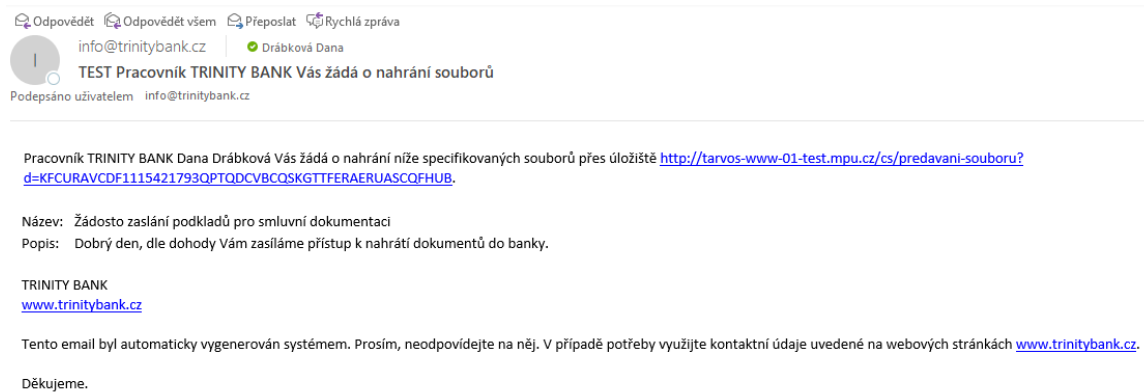 Odpovědět Odpovědět všem Přeposlat Rychlá zpráva
I
info@trinitybank.cz Drábková Dana
TEST Pracovník TRINITY BANK Vás žádá o nahrání souborů
Podepsáno uživatelem info@trinitybank.cz
Pracovník TRINITY BANK Dana Drábková Vás žádá o nahrání níže specifikovaných souborů přes úložiště http://tarvos-www-01-test.mpu.cz/cs/predavani-souboru?
d=KFCURAVCDF1115421793QPTQDCVBCQSKGTTFERAERUASCQFHUB.
Název: Žádosto zaslání podkladů pro smluvní dokumentaci
Popis: Dobrý den, dle dohody Vám zasíláme přístup k nahrátí dokumentů do banky.
TRINITY BANK
www.trinitybank.cz
Tento email byl automaticky vygenerován systémem. Prosím, neodpovídejte na něj. V případě potřeby využijte kontaktní údaje uvedené na webových stránkách www.trinitybank.cz.
Děkujeme.